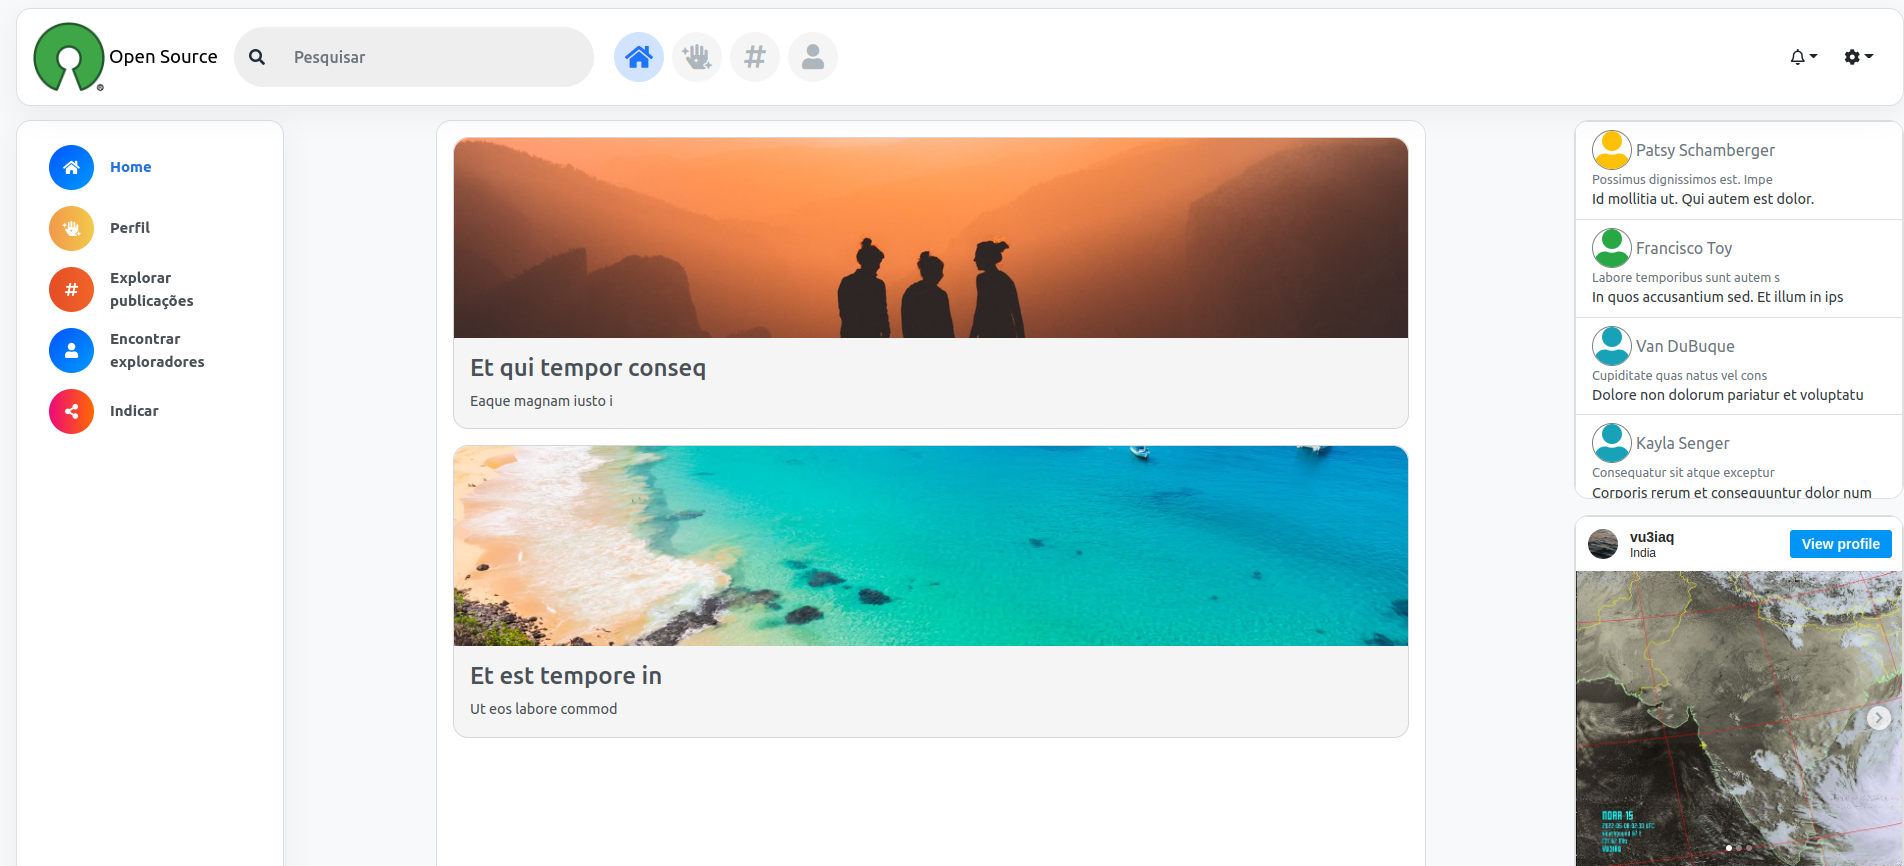 Open Source
Pesquisar
Home
Perfil
Explorar
publicações
Encontrar
exploradores
Indicar
Et qui tempor conseq
Eaque magnam iusto i
Et est tempore in
Ut eos labore commod
Patsy Schamberger
Possimus dignissimos est. Impe
Id mollitia ut. Qui autem est dolor.
Francisco Toy
Labore temporibus sunt autem s
In quos accusantium sed. Et illum in ips
Van DuBuque
Cupiditate quas natus vel cons
Dolore non dolorum pariatur et voluptatu
Kayla Senger
Consequatur sit atque exceptur
Corporis rerum et consequuntur dolor num
vu3iaq
India
View profile
NOAA 15
VU3IAQ